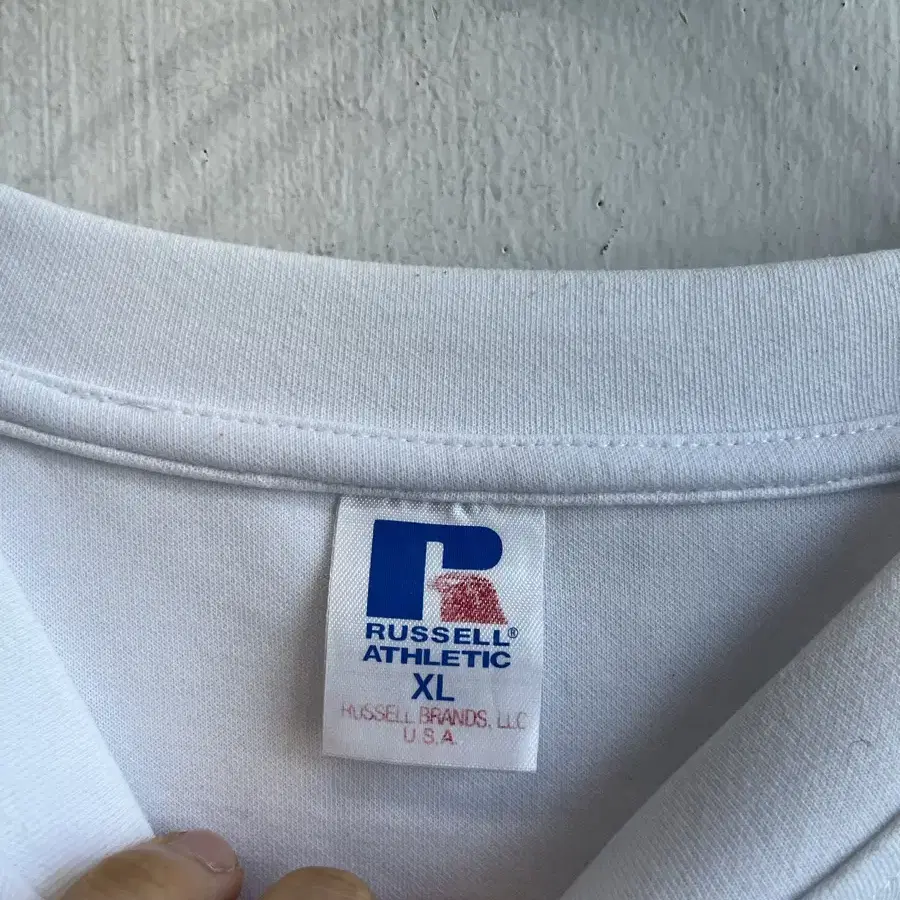 RUSSELL®
ATHLETIC
XL
RUSSELL BRANDS, LLC
U.S.A.